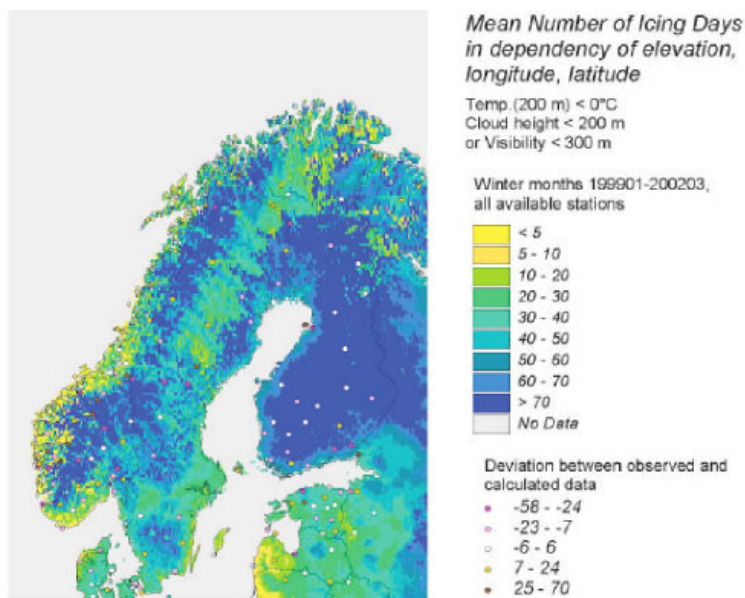 Mean Number of Icing Days
in dependency of elevation,
longitude, latitude
Temp.(200 m) < 0°C
Cloud height < 200 m
or Visibility < 300 m
Winter months 199901-200203,
all available stations
< 5
5 - 10
10 - 20
20 - 30
30 - 40
40 - 50
50 - 60
60 - 70
> 70
No Data
Deviation between observed and
calculated data
-58 - -24
-23 - -7
-6 - 6
7 - 24
25 - 70